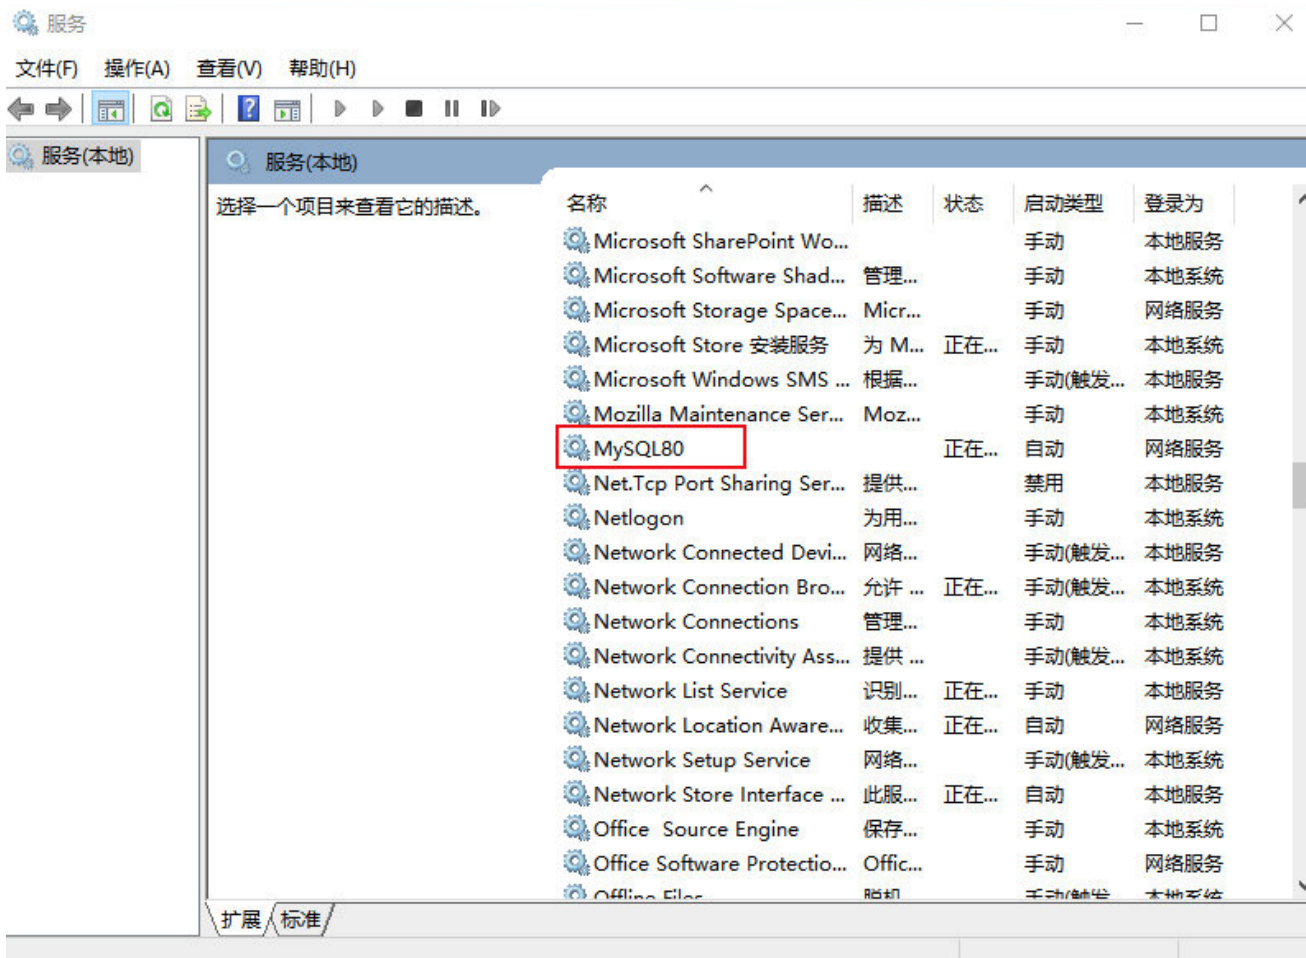 服务
文件(F) 操作(A) 查看(V) 帮助(H)
服务(本地)
服务(本地)
选择一个项目来查看它的描述。
名称 描述 状态 启动类型 登录为
Microsoft SharePoint Wo... 手动 本地服务
Microsoft Software Shad... 管理... 手动 本地系统
Microsoft Storage Space... Micr... 手动 网络服务
Microsoft Store 安装服务 为 M... 正在... 手动 本地系统
Microsoft Windows SMS ... 根据... 手动(触发... 本地服务
Mozilla Maintenance Ser... Moz... 手动 本地系统
MySQL80 正在... 自动 网络服务
Net.Tcp Port Sharing Ser... 提供... 禁用 本地服务
Netlogon 为用... 手动 本地系统
Network Connected Devi... 网络... 手动(触发... 本地服务
Network Connection Bro... 允许 ... 正在... 手动(触发... 本地系统
Network Connections 管理... 手动 本地系统
Network Connectivity Ass... 提供 ... 手动(触发... 本地系统
Network List Service 识别... 正在... 手动 本地服务
Network Location Aware... 收集... 正在... 自动 网络服务
Network Setup Service 网络... 手动(触发... 本地系统
Network Store Interface ... 此服... 正在... 自动 本地服务
Office  Source Engine 保存... 手动 本地系统
Office Software Protectio... Offic... 手动 网络服务
Offline Files 脱机 手动(触发 本地系统
扩展 标准